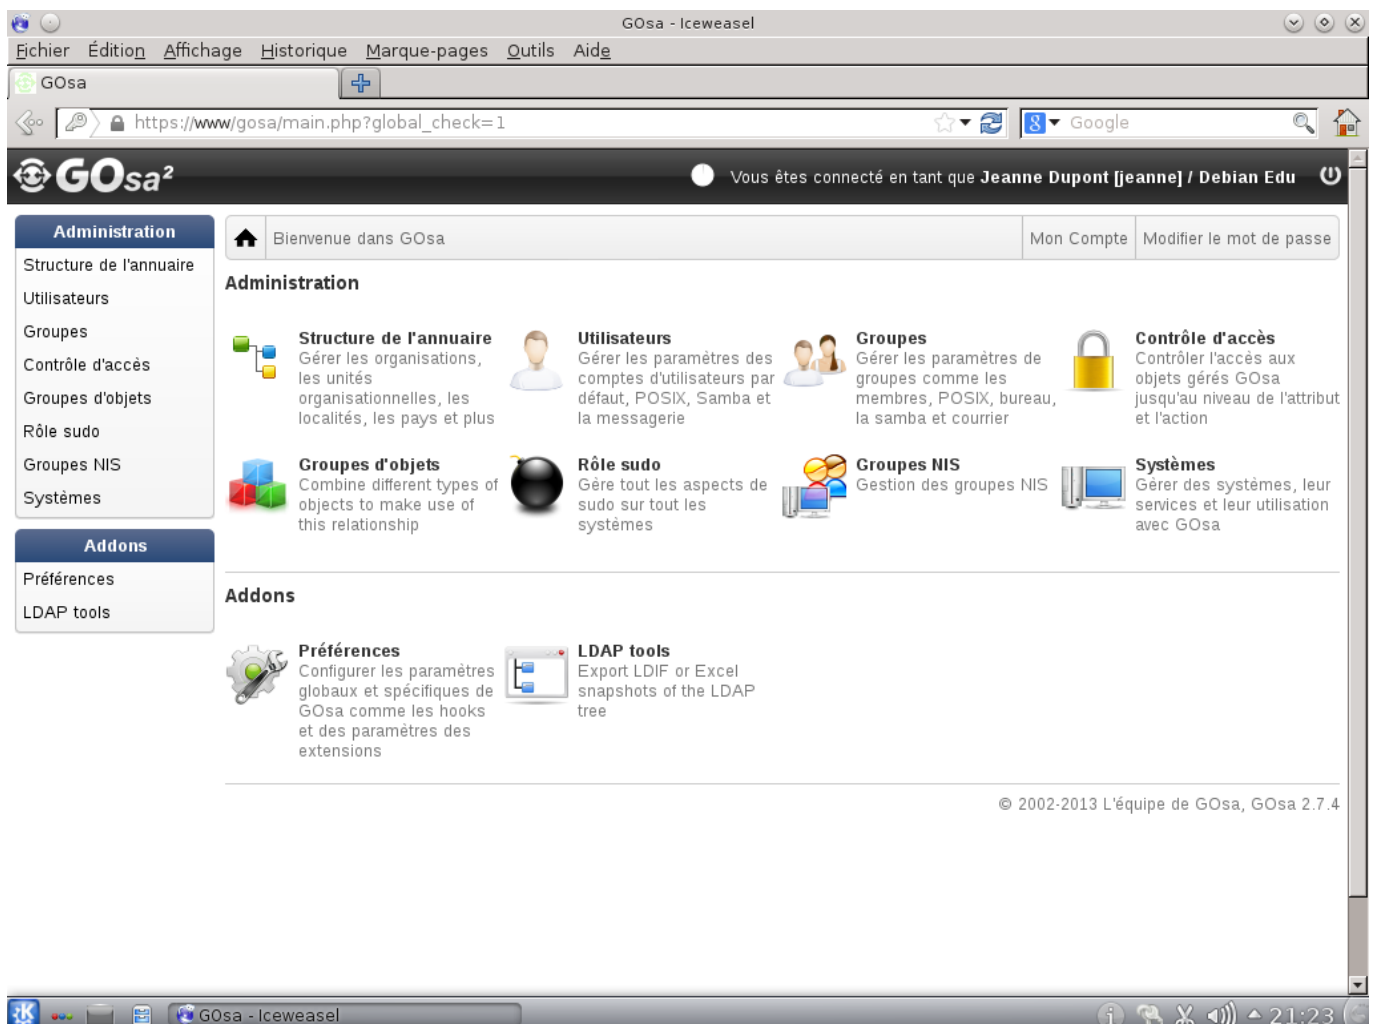 GOsa - Iceweasel
Fichier Édition Affichage Historique Marque-pages Outils Aide
GOsa
https://www/gosa/main.php?global_check=1
8 Google
GOsa²
Vous êtes connecté en tant que Jeanne Dupont [jeanne] / Debian Edu
Administration
Structure de l'annuaire
Utilisateurs
Groupes
Contrôle d'accès
Groupes d'objets
Rôle sudo
Groupes NIS
Systèmes
Addons
Préférences
LDAP tools
Bienvenue dans GOsa
Mon Compte
Modifier le mot de passe
Administration
Structure de l'annuaire
Gérer les organisations,
les unités
organisationnelles, les
localités, les pays et plus
Utilisateurs
Gérer les paramètres des
comptes d'utilisateurs par
défaut, POSIX, Samba et
la messagerie
Groupes
Gérer les paramètres de
groupes comme les
membres, POSIX, bureau,
la samba et courrier
Contrôle d'accès
Contrôler l'accès aux
objets gérés GOsa
jusqu'au niveau de l'attribut
et l'action
Groupes d'objets
Combine different types of
objects to make use of
this relationship
Rôle sudo
Gère tout les aspects de
sudo sur tout les
systèmes
Groupes NIS
Gestion des groupes NIS
Systèmes
Gèrer des systèmes, leur
services et leur utilisation
avec GOsa
Addons
Préférences
Configurer les paramètres
globaux et spécifiques de
GOsa comme les hooks
et des paramètres des
extensions
LDAP tools
Export LDIF or Excel
snapshots of the LDAP
tree
© 2002-2013 L'équipe de GOsa, GOsa 2.7.4
GOsa - Iceweasel
21:23